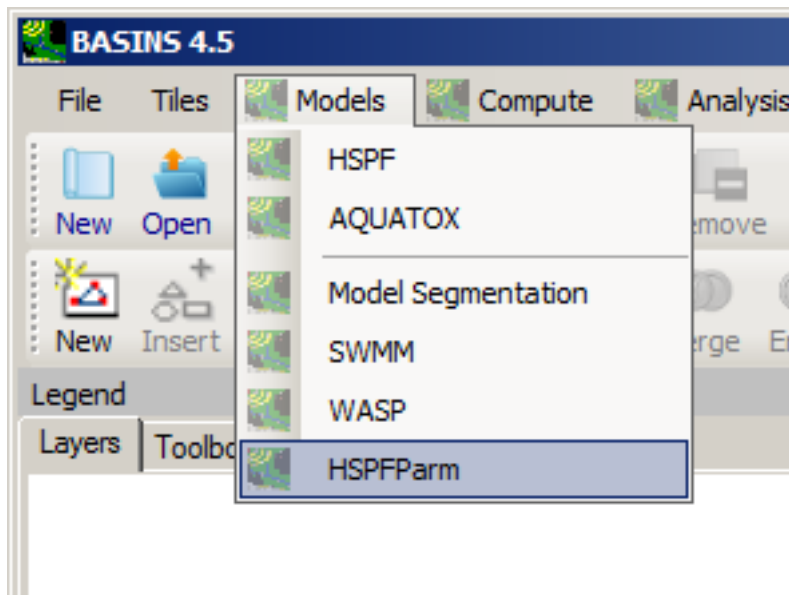 BASINS 4.5
File Tiles Models Compute Analysis
HSPF
AQUATOX
Model Segmentation
SWMM
WASP
HSPFParm
New Open
New Insert
Legend
Layers